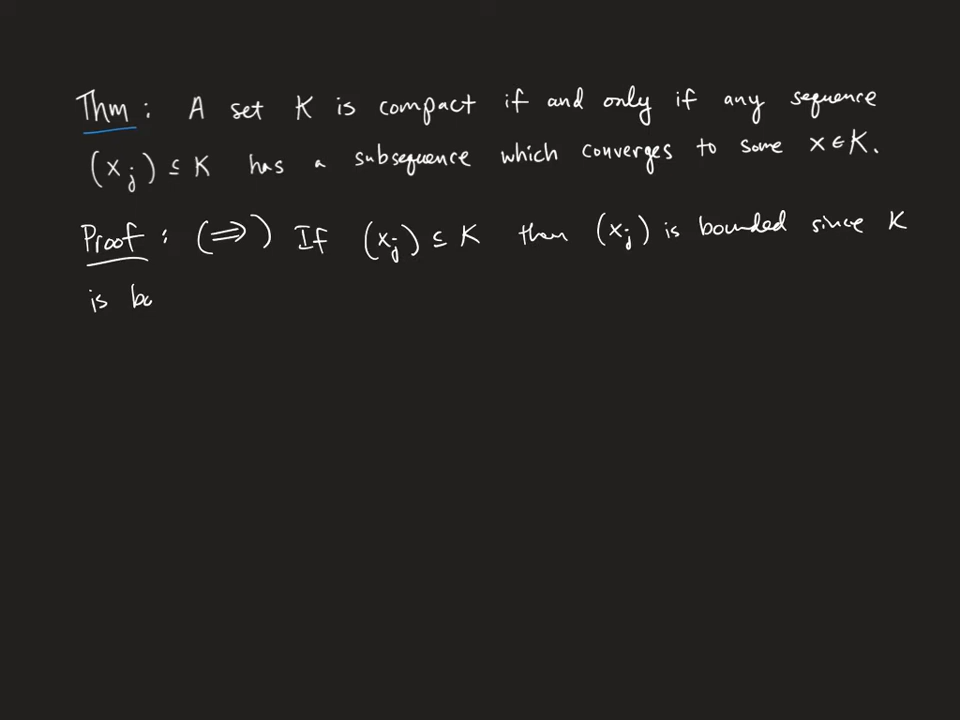 Thm : A set K is compact if and only if any sequence
(xⱼ) ⊆ K has a subsequence which converges to some x ∈ K.
Proof : (⇒) If (xⱼ) ⊆ K then (xⱼ) is bounded since K
is bo